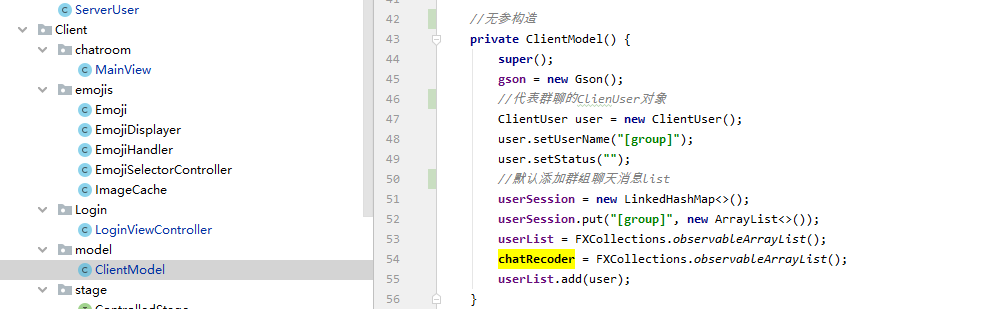 ServerUser
Client
chatroom
MainView
emojis
Emoji
EmojiDisplayer
EmojiHandler
EmojiSelectorController
ImageCache
Login
LoginViewController
model
ClientModel
stage
42 //无参构造
43 private ClientModel() {
44 super();
45 gson = new Gson();
46 //代表群聊的ClienUser对象
47 ClientUser user = new ClientUser();
48 user.setUserName("[group]");
49 user.setStatus("");
50 //默认添加群组聊天消息list
51 userSession = new LinkedHashMap<>();
52 userSession.put("[group]", new ArrayList<>());
53 userList = FXCollections.observableArrayList();
54 chatRecoder = FXCollections.observableArrayList();
55 userList.add(user);
56 }